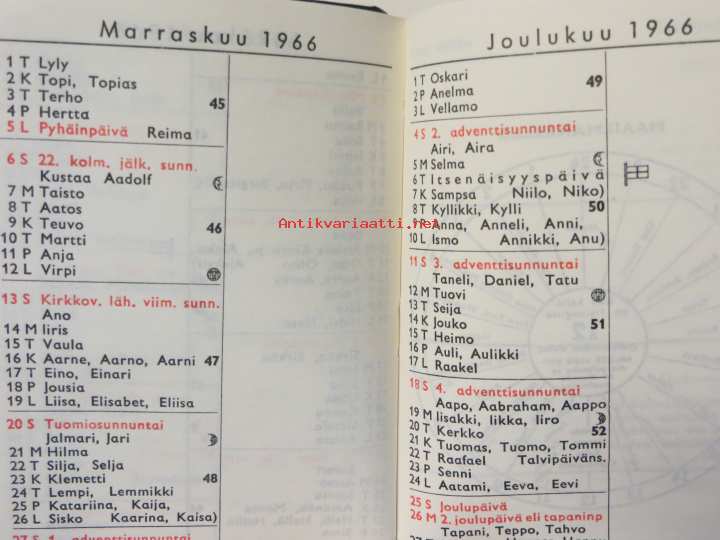 Marraskuu 1966
1 T Lyly
2 K Topi, Topias
3 T Terho 45
4 P Hertta
5 L Pyhäinpäivä Reima
6 S 22. kolm. jälk. sunn.
Kustaa Aadolf
7 M Taisto
8 T Aatos
9 K Teuvo 46
10 T Martti
11 P Anja
12 L Virpi
13 S Kirkkov. läh. viim. sunn.
Ano
14 M Iiris
15 T Vaula
16 K Aarne, Aarno, Aarni 47
17 T Eino, Einari
18 P Jousia
19 L Liisa, Elisabet, Eliisa
20 S Tuomiosunnuntai
Jalmari, Jari
21 M Hilma
22 T Silja, Selja
23 K Klemetti 48
24 T Lempi, Lemmikki
25 P Katariina, Kaija,
26 L Sisko Kaarina, Kaisa)
27 S 1. adventtisunnuntai
Joulukuu 1966
1 T Oskari 49
2 P Anelma
3 L Vellamo
4 S 2. adventtisunnuntai
Airi, Aira
5 M Selma
6 T Itsenäisyyspäivä
7 K Sampsa Niilo, Niko)
8 T Kyllikki, Kylli 50
9 P Anna, Anneli, Anni,
10 L Ismo Annikki, Anu)
11 S 3. adventtisunnuntai
Taneli, Daniel, Tatu
12 M Tuovi
13 T Seija
14 K Jouko 51
15 T Heimo
16 P Auli, Aulikki
17 L Raakel
18 S 4. adventtisunnuntai
Aapo, Aabraham, Aappo
19 M Iisakki, Iikka, Iiro
20 T Kerkko 52
21 K Tuomas, Tuomo, Tommi
22 T Raafael Talvipäiväns.
23 P Senni
24 L Aatami, Eeva, Eevi
25 S Joulupäivä
26 M 2. joulupäivä eli tapaninp
Tapani, Teppo, Tahvo
Antikvariaatti.net